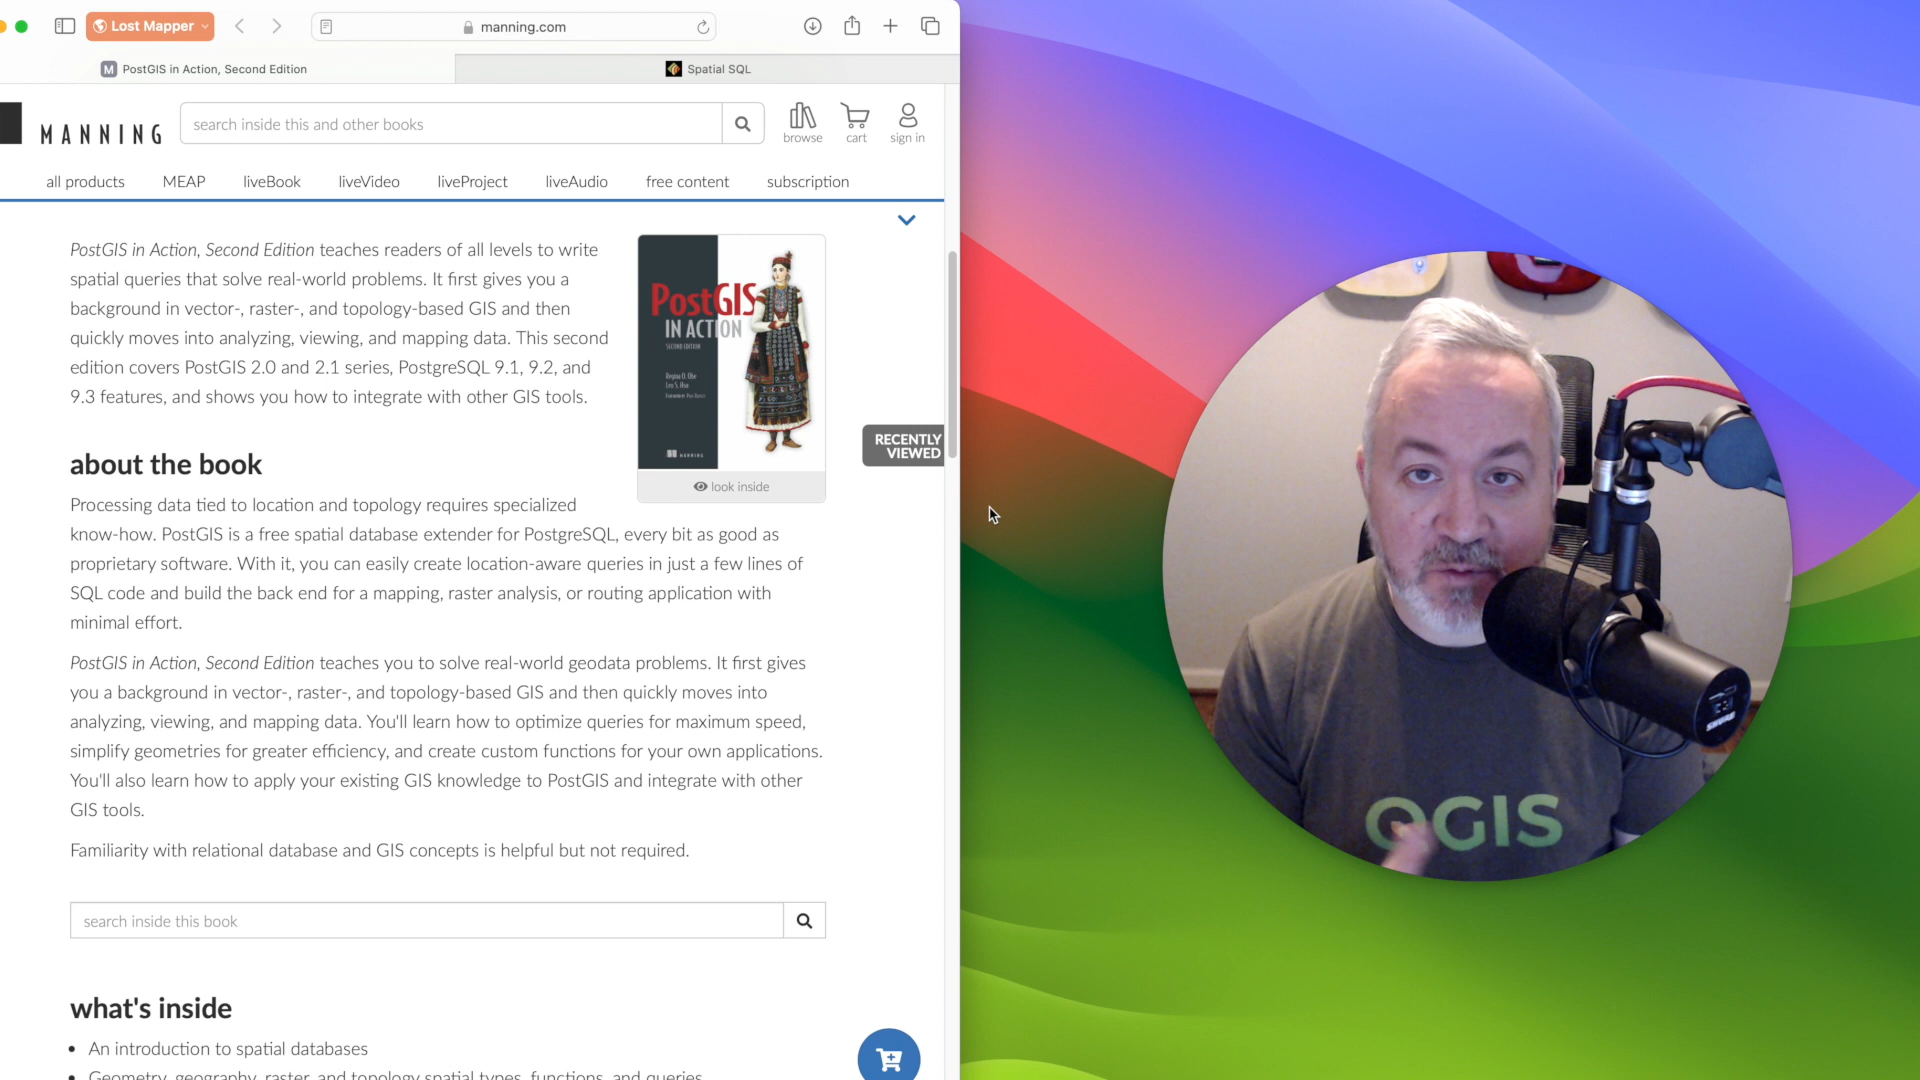 Lost Mapper
manning.com
PostGIS in Action, Second Edition
Spatial SQL
MANNING
search inside this and other books
browse
cart
sign in
all products
MEAP
liveBook
liveVideo
liveProject
liveAudio
free content
subscription
PostGIS in Action, Second Edition teaches readers of all levels to write
spatial queries that solve real-world problems. It first gives you a
background in vector-, raster-, and topology-based GIS and then
quickly moves into analyzing, viewing, and mapping data. This second
edition covers PostGIS 2.0 and 2.1 series, PostgreSQL 9.1, 9.2, and
9.3 features, and shows you how to integrate with other GIS tools.
PostGIS
IN ACTION
SECOND EDITION
MANNING
look inside
RECENTLY
VIEWED
about the book
Processing data tied to location and topology requires specialized
know-how. PostGIS is a free spatial database extender for PostgreSQL, every bit as good as
proprietary software. With it, you can easily create location-aware queries in just a few lines of
SQL code and build the back end for a mapping, raster analysis, or routing application with
minimal effort.
PostGIS in Action, Second Edition teaches you to solve real-world geodata problems. It first gives
you a background in vector-, raster-, and topology-based GIS and then quickly moves into
analyzing, viewing, and mapping data. You'll learn how to optimize queries for maximum speed,
simplify geometries for greater efficiency, and create custom functions for your own applications.
You'll also learn how to apply your existing GIS knowledge to PostGIS and integrate with other
GIS tools.
Familiarity with relational database and GIS concepts is helpful but not required.
search inside this book
what's inside
An introduction to spatial databases
Geometry, geography, raster, and topology spatial types, functions, and queries
QGIS
SHURE